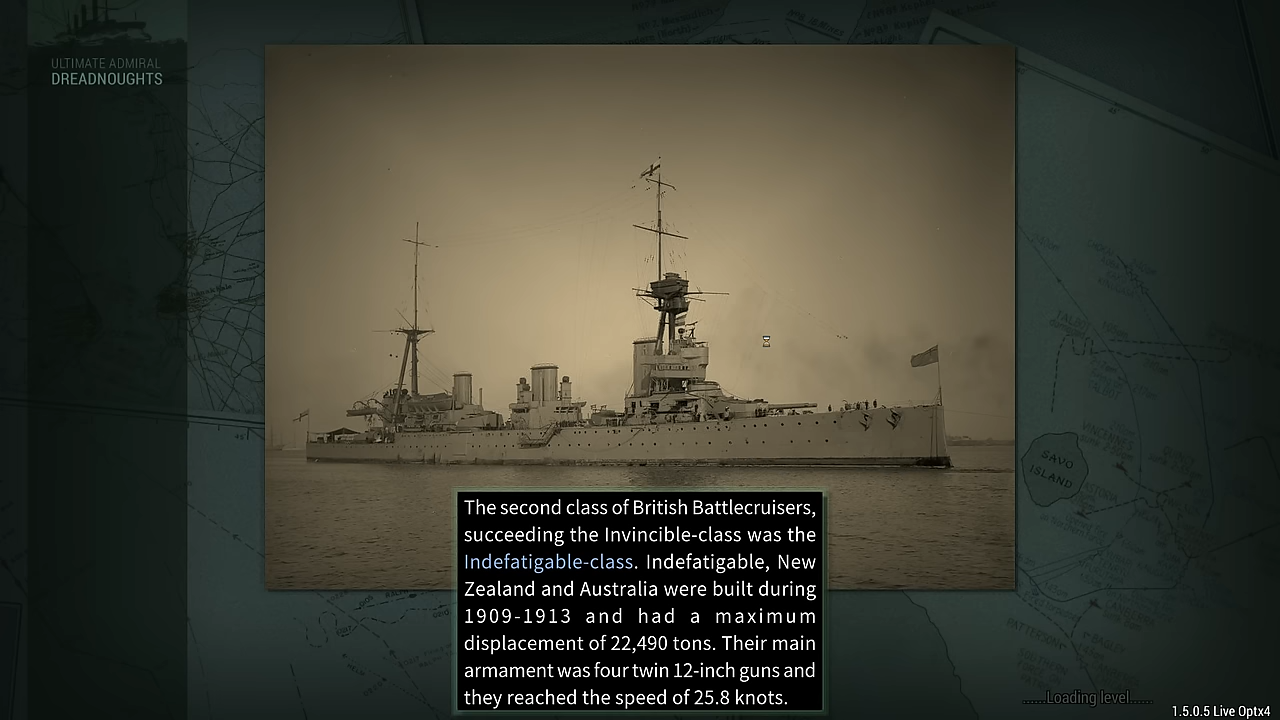 ULTIMATE ADMIRAL
DREADNOUGHTS
SAVO
ISLAND
The second class of British Battlecruisers,
succeeding the Invincible-class was the
Indefatigable-class. Indefatigable, New
Zealand and Australia were built during
1909-1913 and had a maximum
displacement of 22,490 tons. Their main
armament was four twin 12-inch guns and
they reached the speed of 25.8 knots.
......Loading level......
1.5.0.5 Live Optx4